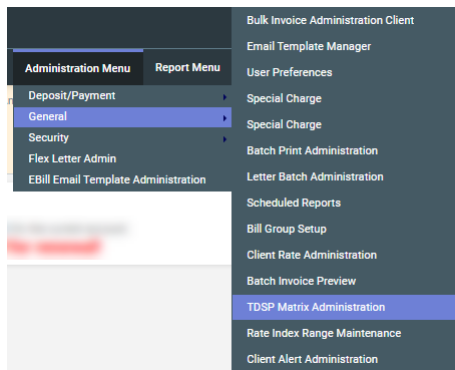 Administration Menu
Report Menu
Deposit/Payment
General
Security
Flex Letter Admin
EBill Email Template Administration
Bulk Invoice Administration Client
Email Template Manager
User Preferences
Special Charge
Special Charge
Batch Print Administration
Letter Batch Administration
Scheduled Reports
Bill Group Setup
Client Rate Administration
Batch Invoice Preview
TDSP Matrix Administration
Rate Index Range Maintenance
Client Alert Administration